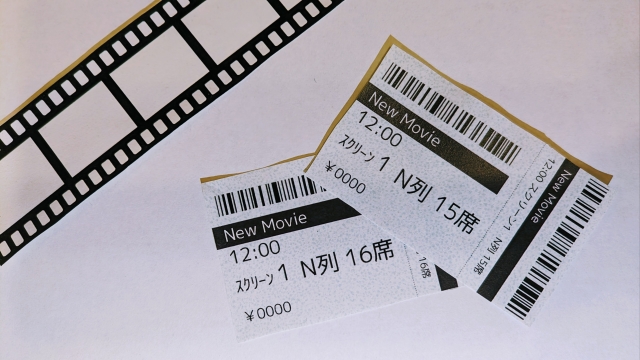 New Movie
12:00
ｽｸﾘｰﾝ 1 N列 15席
￥0000
New Movie
12:00 スクリーン1 N列 15席
New Movie
12:00
ｽｸﾘｰﾝ 1 N列 16席
￥0000
16席